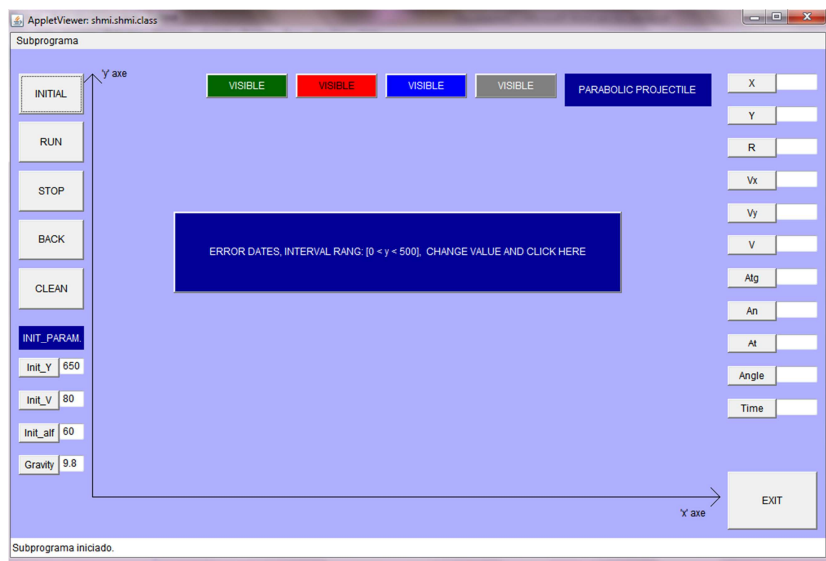 AppletViewer: shmi.shmi.class
Subprograma
INITIAL
RUN
STOP
BACK
CLEAN
INIT_PARAM.
Init_Y 650
Init_V 80
Init_alf 60
Gravity 9.8
'y' axe
VISIBLE VISIBLE VISIBLE VISIBLE PARABOLIC PROJECTILE
ERROR DATES, INTERVAL RANG: [0 < y < 500], CHANGE VALUE AND CLICK HERE
'x' axe
X
Y
R
Vx
Vy
V
Atg
An
At
Angle
Time
EXIT
Subprograma iniciado.